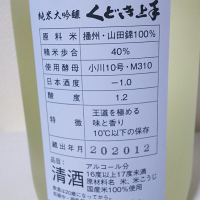 純米大吟醸 くどき上手
原料米 播州・山田錦100%
精米歩合 40%
使用酵母 小川10号・M310
日本酒度 -1.0
酸度 1.2
特徴 王道を極める
味と香り
10℃以下の保存
蔵出年月 202012
清酒
アルコール分
16度以上17度未満
原材料名 米、米こうじ
国産米100%使用